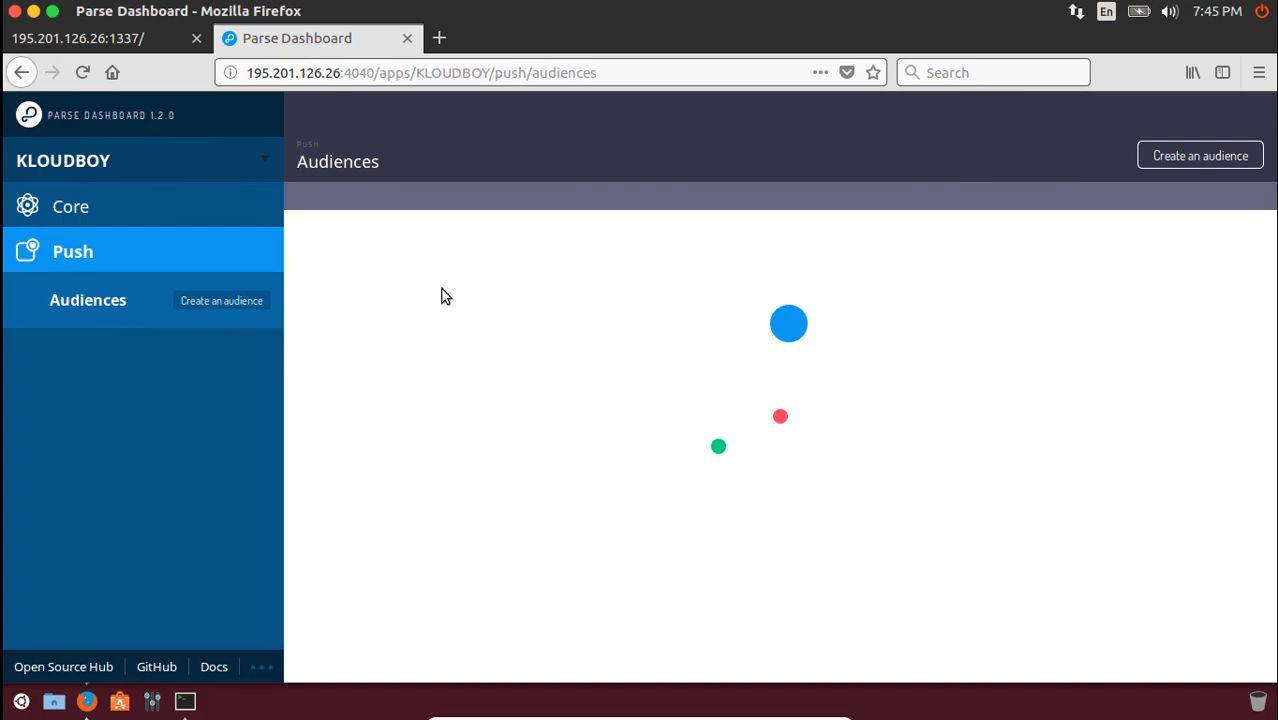 Parse Dashboard - Mozilla Firefox
En
7:45 PM
195.201.126.26:1337/
Parse Dashboard
195.201.126.26:4040/apps/KLOUDBOY/push/audiences
Search
PARSE DASHBOARD 1.2.0
KLOUDBOY
PUSH
Audiences
Create an audience
Core
Push
Audiences
Create an audience
Open Source Hub
GitHub
Docs